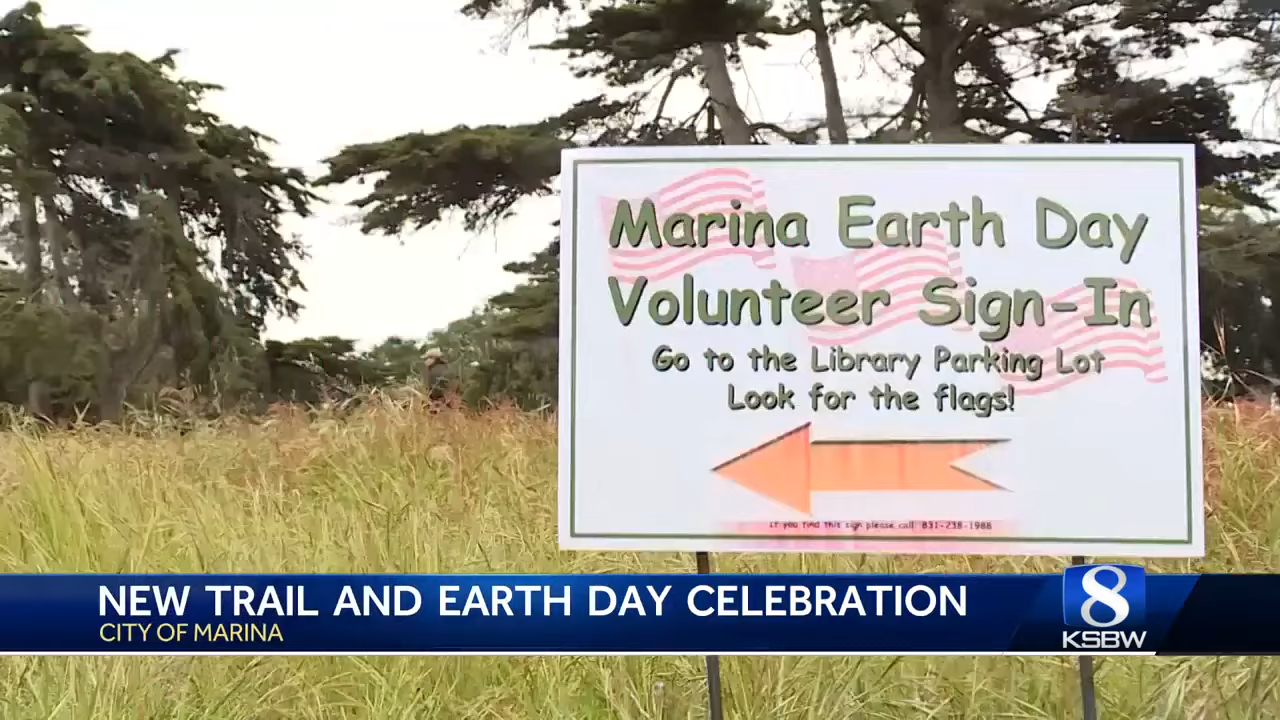 Marina Earth Day
Volunteer Sign-In
Go to the Library Parking Lot
Look for the flags!
If you find this sign please call 831-238-1988
NEW TRAIL AND EARTH DAY CELEBRATION
CITY OF MARINA
8
KSBW